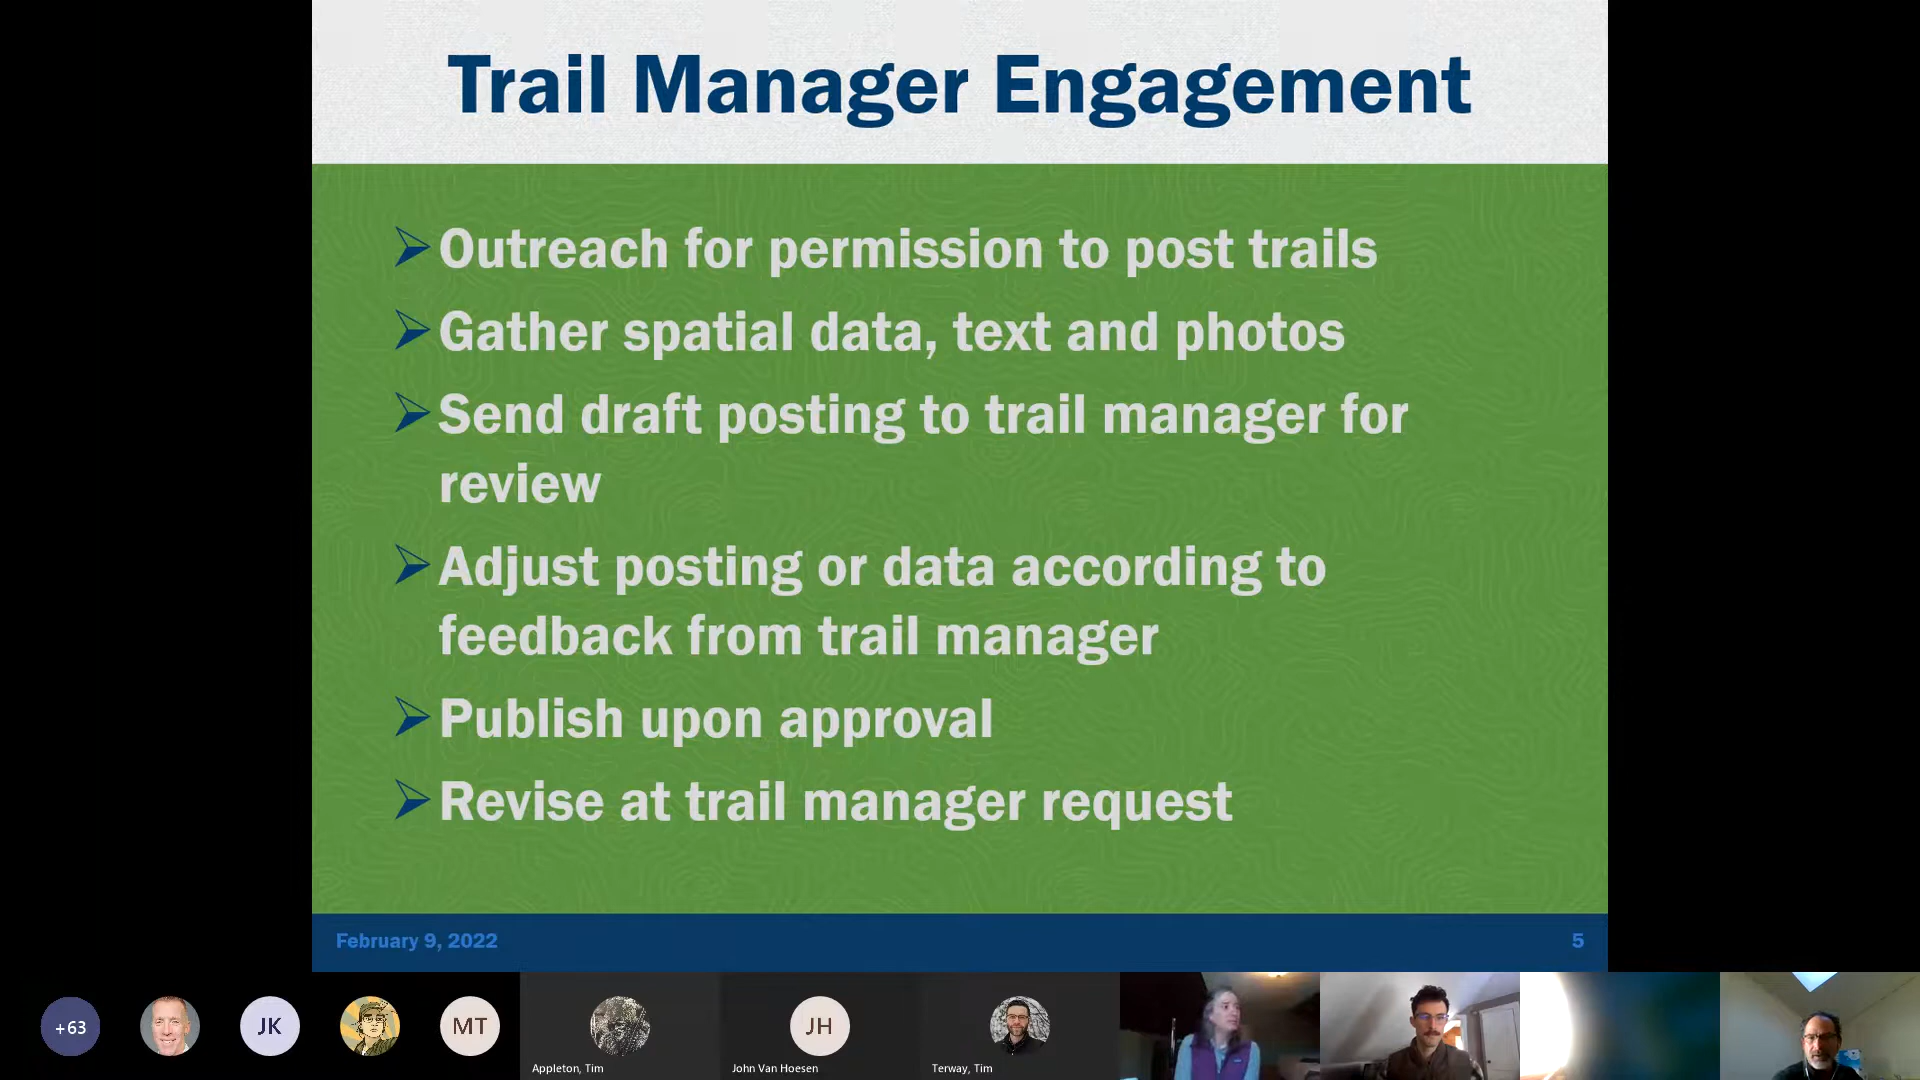 Trail Manager Engagement
Outreach for permission to post trails
Gather spatial data, text and photos
Send draft posting to trail manager for
review
Adjust posting or data according to
feedback from trail manager
Publish upon approval
Revise at trail manager request
February 9, 2022
5
+63
JK
MT
Appleton, Tim
JH
John Van Hoesen
Terway, Tim